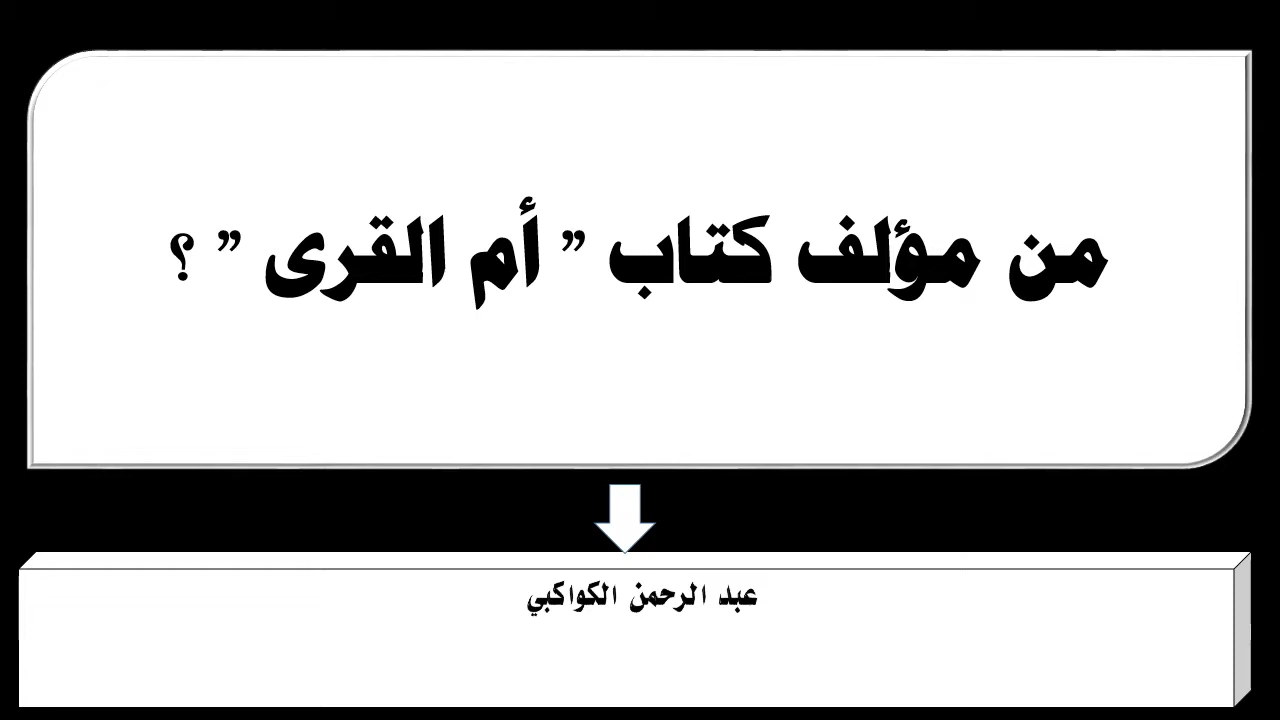 من مؤلف كتاب ” أم القرى ” ؟
عبد الرحمن الكواكبي